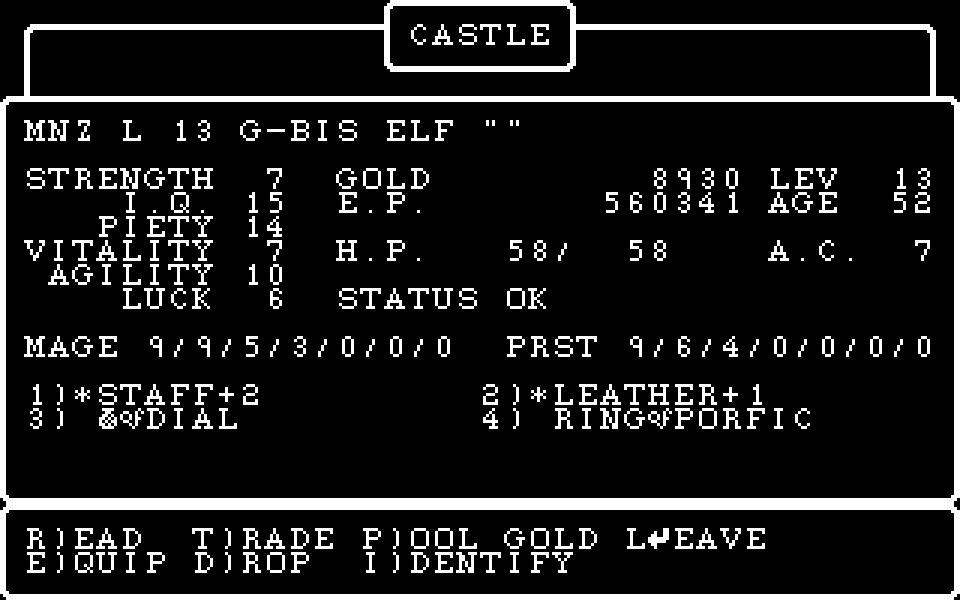 CASTLE
MNZ L 13 G-BIS ELF ""
STRENGTH 7 GOLD 8930 LEV 13
I.Q. 15 E.P. 560341 AGE 52
PIETY 14
VITALITY 7 H.P. 58/ 58 A.C. 7
AGILITY 10
LUCK 6 STATUS OK
MAGE 9/9/5/3/0/0/0 PRST 9/6/4/0/0/0/0
1)*STAFF+2 2)*LEATHER+1
3) DIAL 4) RING PORFIC
R)EAD T)RADE P)OOL GOLD L↵EAVE
E)QUIP D)ROP I)DENTIFY